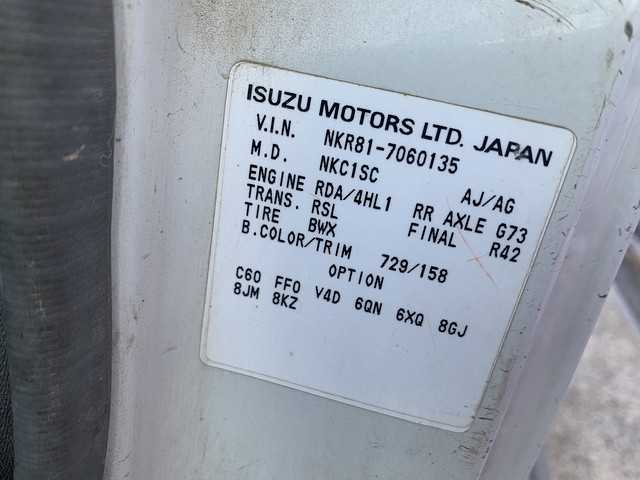 ISUZU MOTORS LTD. JAPAN
V.I.N. NKR81-7060135
M.D. NKC1SC AJ/AG
ENGINE RDA/4HL1 RR AXLE G73
TRANS. RSL FINAL R42
TIRE BWX
B.COLOR/TRIM 729/158
OPTION
C60 FF0 V4D 6QN 6XQ 8GJ
8JM 8KZ